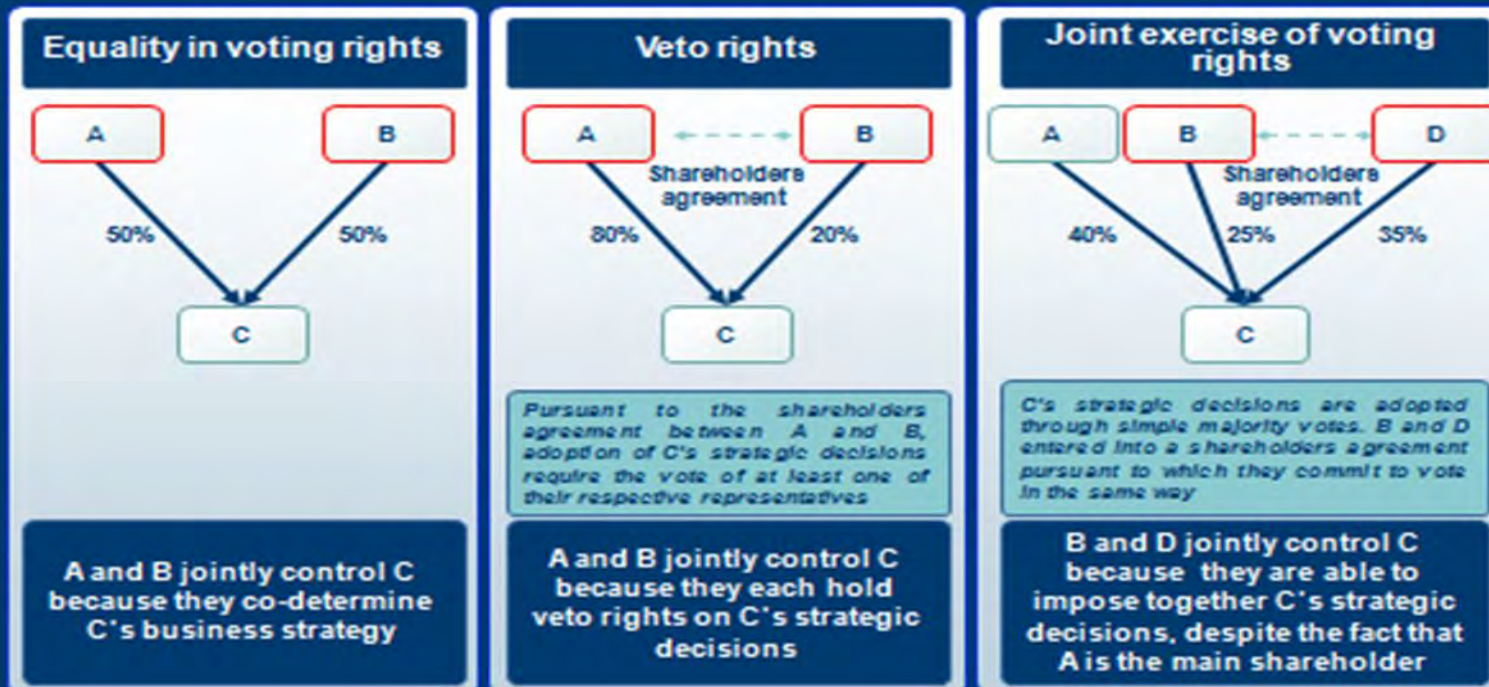 Equality in voting rights
A
B
50%
50%
C
A and B jointly control C
because they co-determine
C's business strategy
Veto rights
A
B
Shareholders
agreement
80%
20%
C
Pursuant to the shareholders
agreement between A and B,
adoption of C's strategic decisions
require the vote of at least one of
their respective representatives
A and B jointly control C
because they each hold
veto rights on C's strategic
decisions
Joint exercise of voting
rights
A
B
D
Shareholders
agreement
40%
25%
35%
C
C's strategic decisions are adopted
through simple majority votes. B and D
entered into a shareholders agreement
pursuant to which they commit to vote
in the same way
B and D jointly control C
because they are able to
impose together C's strategic
decisions, despite the fact that
A is the main shareholder